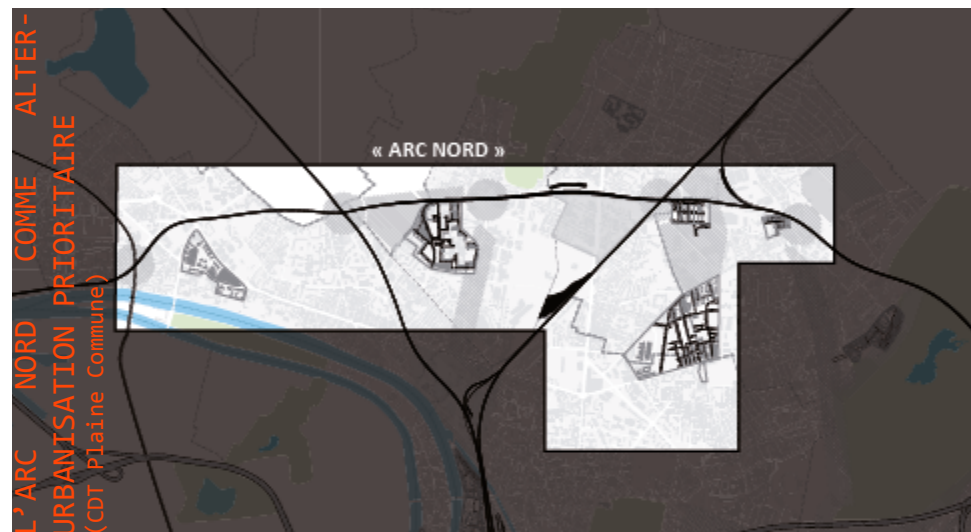 L'ARC NORD COMME ALTER-
URBANISATION PRIORITAIRE
(CDT Plaine Commune)
« ARC NORD »